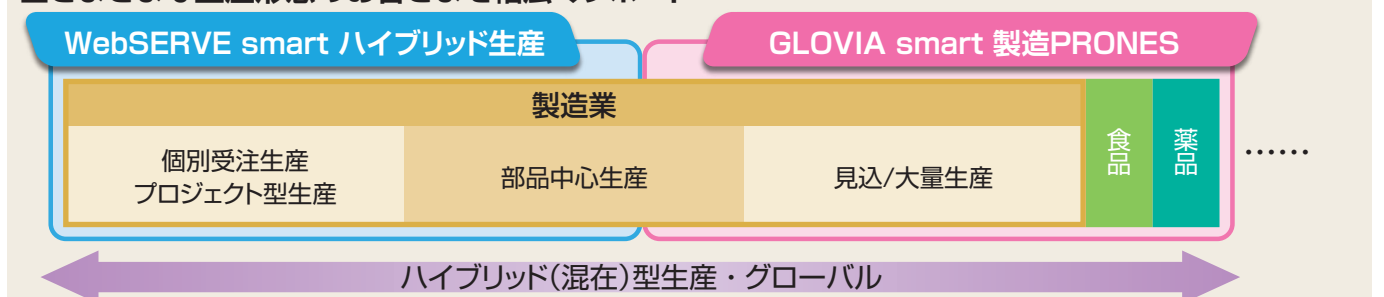 WebSERVE smart ハイブリッド生産
GLOVIA smart 製造PRONES
製造業
個別受注生産
プロジェクト型生産
部品中心生産
見込/大量生産
食品
薬品
……
ハイブリッド(混在)型生産・グローバル